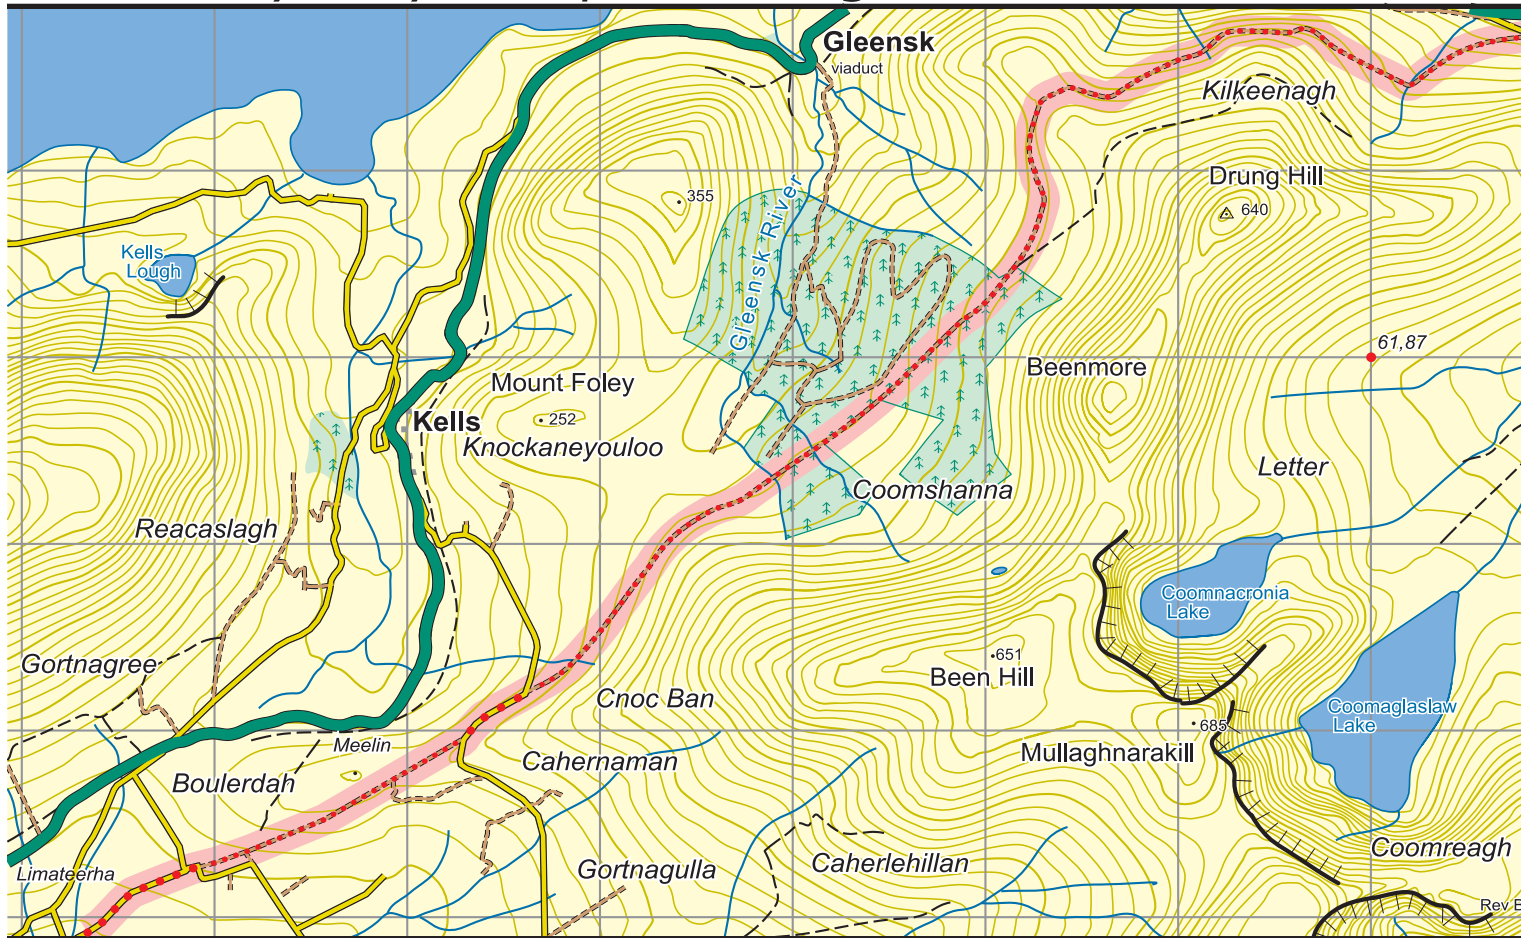 Gleensk
viaduct
Kilkeenagh
Drung Hill
640
355
Kells
Lough
Gleensk River
61,87
Beenmore
Mount Foley
252
Kells
Knockaneyouloo
Letter
Coomshanna
Reacaslagh
Coomnacronia
Lake
Gortnagree
651
Been Hill
Cnoc Ban
Coomaglaslaw
Lake
685
Meelin
Mullaghnarakill
Cahernaman
Boulerdah
Coomreagh
Limateerha
Gortnagulla
Caherlehillan